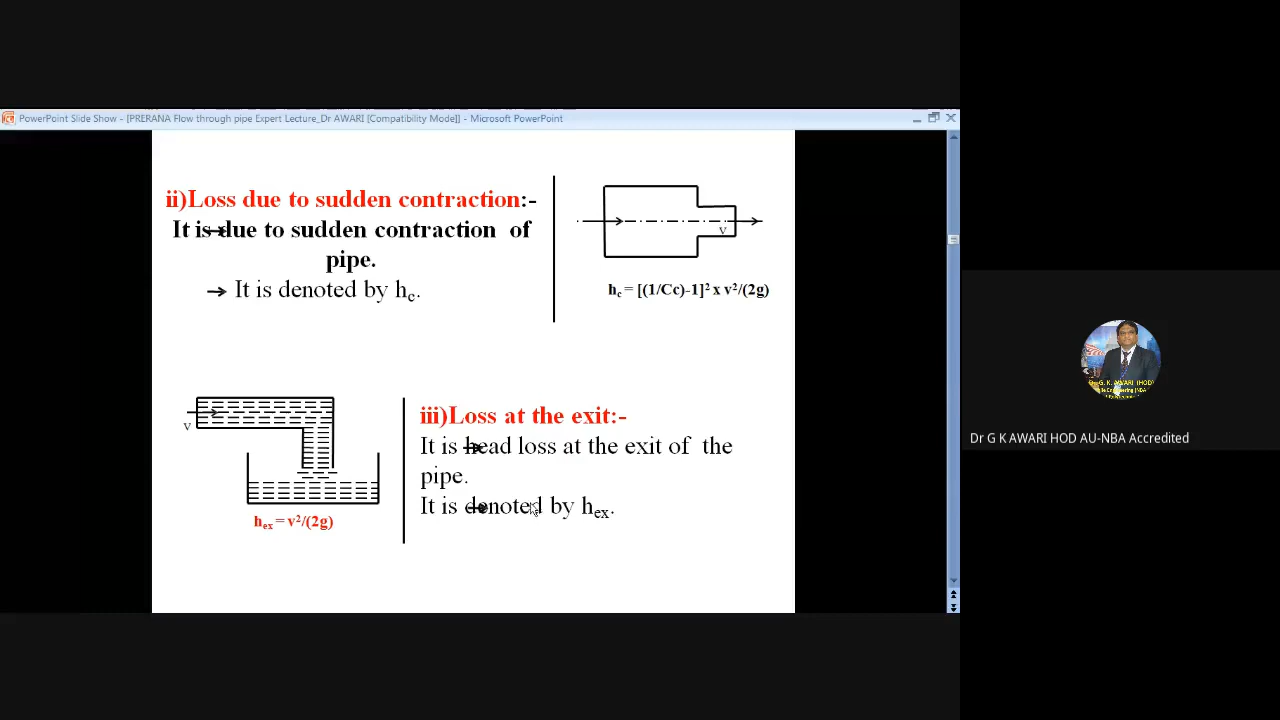 PowerPoint Slide Show - [PRERANA Flow through pipe Expert Lecture_Dr AWARI [Compatibility Mode]] - Microsoft PowerPoint
ii)Loss due to sudden contraction:-
It is due to sudden contraction of
pipe.
It is denoted by hc.
v
hc = [(1/Cc)-1]² x v²/(2g)
v
hex = v²/(2g)
iii)Loss at the exit:-
It is head loss at the exit of the
pipe.
It is denoted by hex.
Dr G K AWARI HOD AU-NBA Accredited